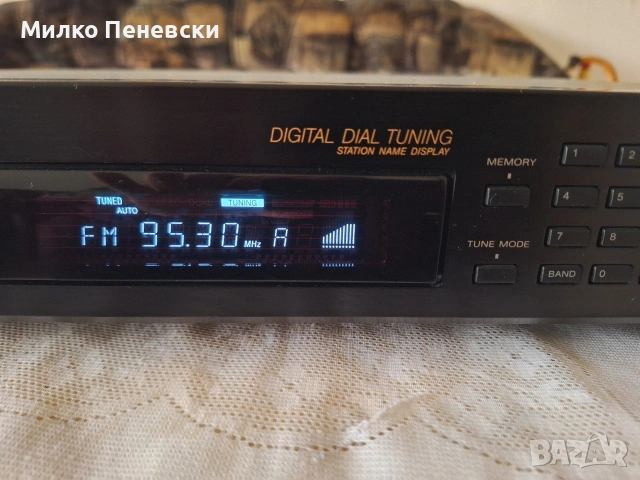 Милко Пеневски
DIGITAL DIAL TUNING
STATION NAME DISPLAY
MEMORY
1 2
TUNED
AUTO
TUNING
4 5
FM 95.30 MHz A
7 8
TUNE MODE
BAND 0
BAZAR